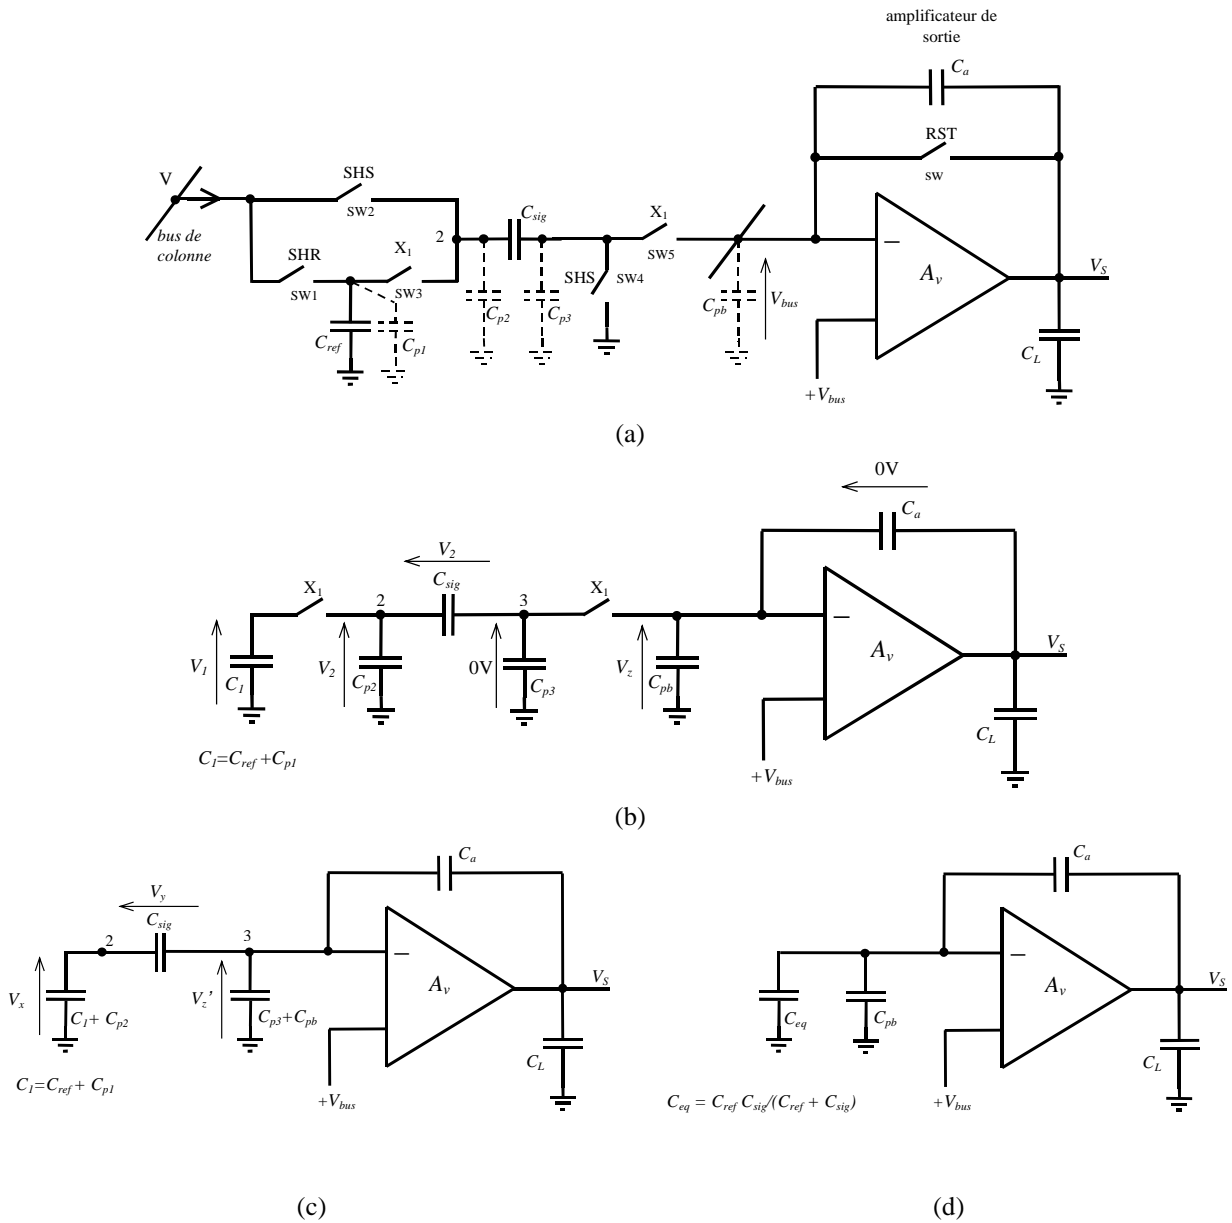 amplificateur de
sortie
Ca
RST
sw
V
SHS
SW2
bus de
colonne
2
Csig
X1
SW5
SHR
SW1
X1
SW3
SHS
SW4
Cref
Cp1
Cp2
Cp3
Cpb
Vbus
−
Av
VS
CL
+Vbus
(a)
0V
Ca
V2
Csig
X1
2
3
X1
V1
C1
V2
Cp2
0V
Cp3
Vz
Cpb
−
Av
VS
CL
+Vbus
C1=Cref +Cp1
(b)
Ca
Vy
Csig
2
3
Vx
C1+ Cp2
Vz’
Cp3+Cpb
−
Av
VS
CL
+Vbus
C1=Cref + Cp1
(c)
Ca
−
Av
VS
Ceq
Cpb
CL
+Vbus
Ceq = Cref Csig/(Cref + Csig)
(d)